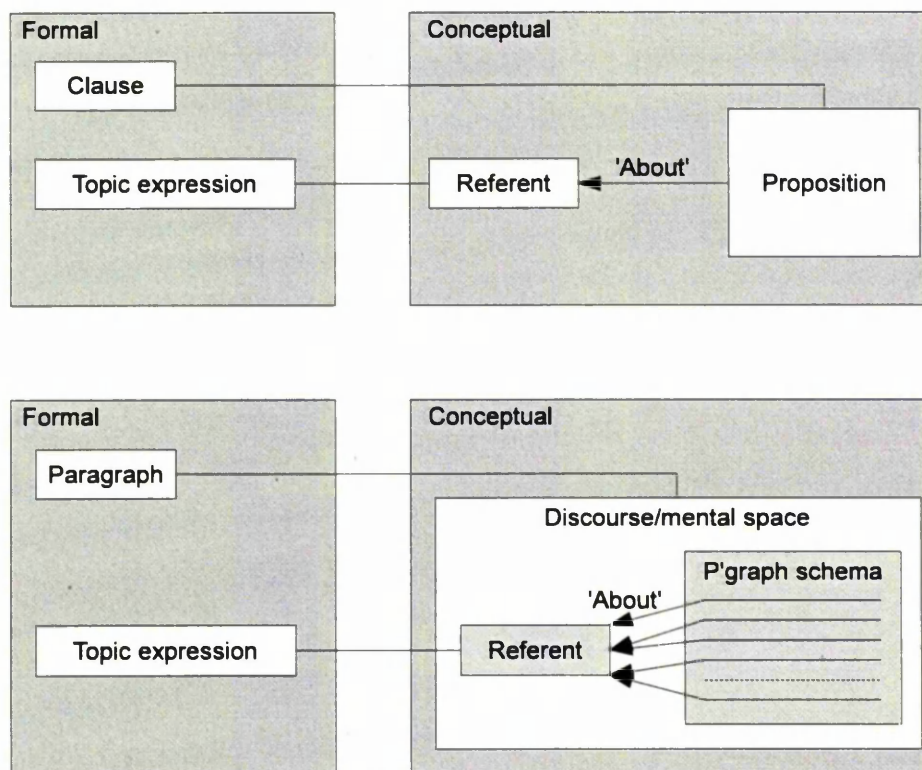 Formal
Conceptual
Clause
Topic expression
Referent
'About'
Proposition
Formal
Conceptual
Paragraph
Discourse/mental space
P'graph schema
'About'
Topic expression
Referent